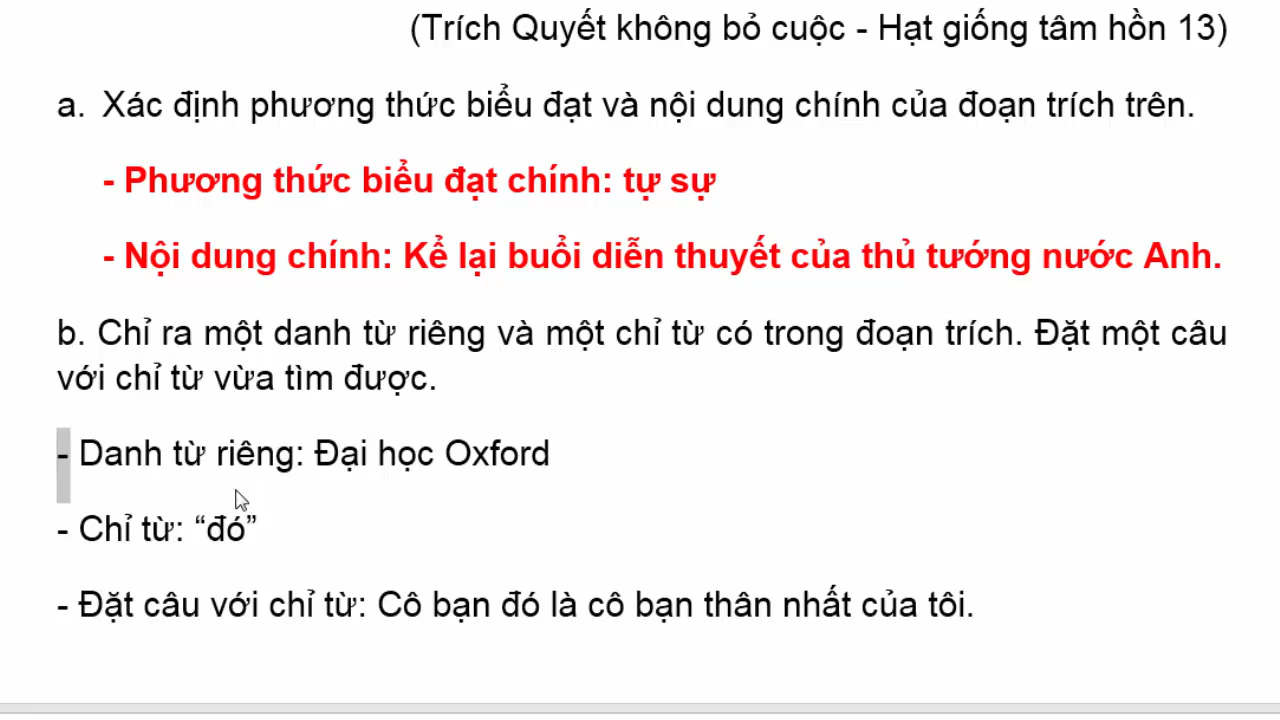 (Trích Quyết không bỏ cuộc - Hạt giống tâm hồn 13)
a. Xác định phương thức biểu đạt và nội dung chính của đoạn trích trên.
- Phương thức biểu đạt chính: tự sự
- Nội dung chính: Kể lại buổi diễn thuyết của thủ tướng nước Anh.
b. Chỉ ra một danh từ riêng và một chỉ từ có trong đoạn trích. Đặt một câu
với chỉ từ vừa tìm được.
- Danh từ riêng: Đại học Oxford
- Chỉ từ: “đó”
- Đặt câu với chỉ từ: Cô bạn đó là cô bạn thân nhất của tôi.